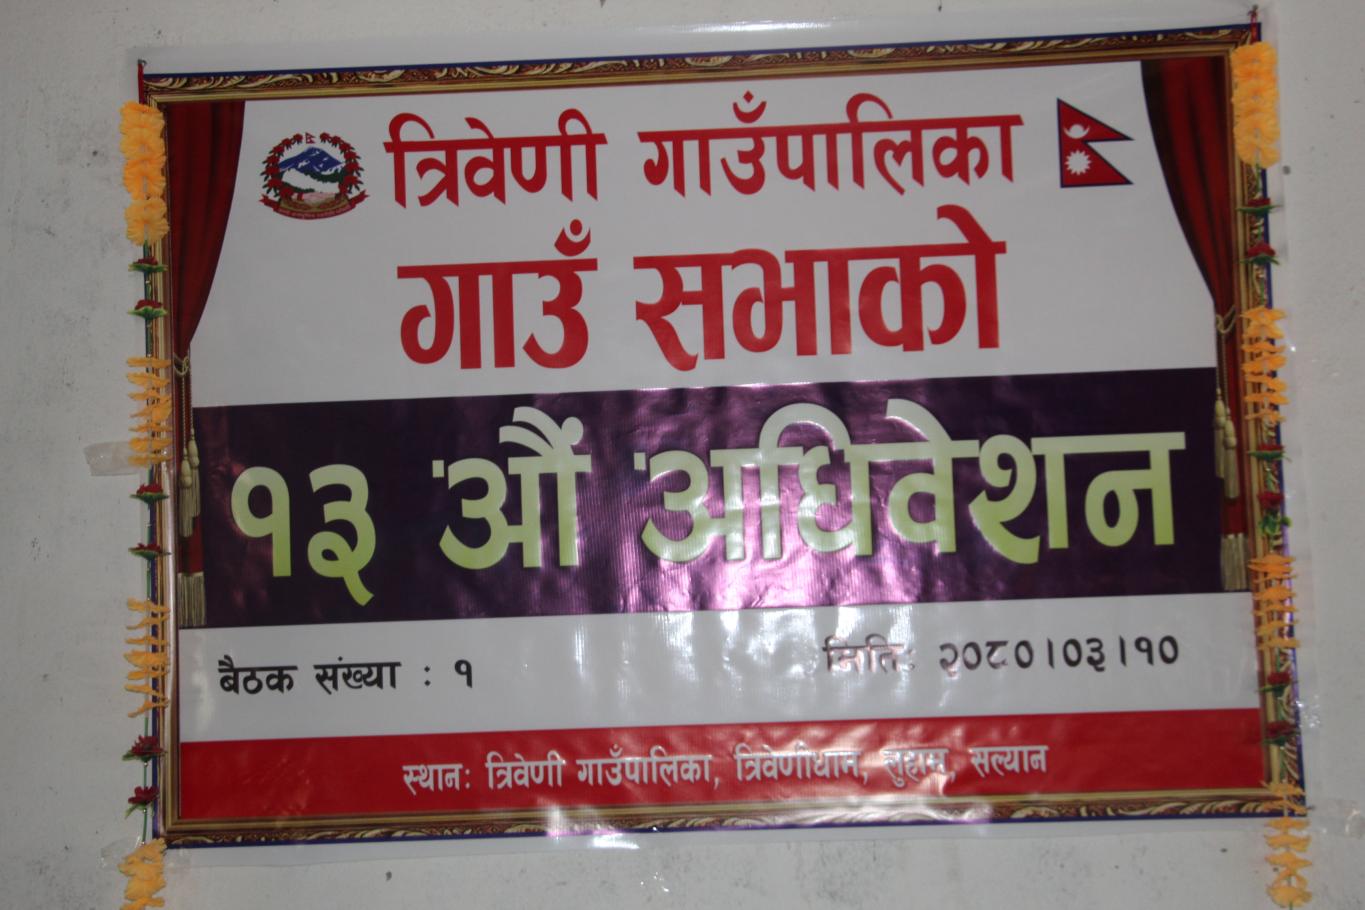 त्रिवेणी गाउँपालिका
गाउँ सभाको
१३ औं अधिवेशन
बैठक संख्या : १
मिति: २०८०।०३।१०
स्थान: त्रिवेणी गाउँपालिका, त्रिवेणीधाम, लुहाम, सल्यान